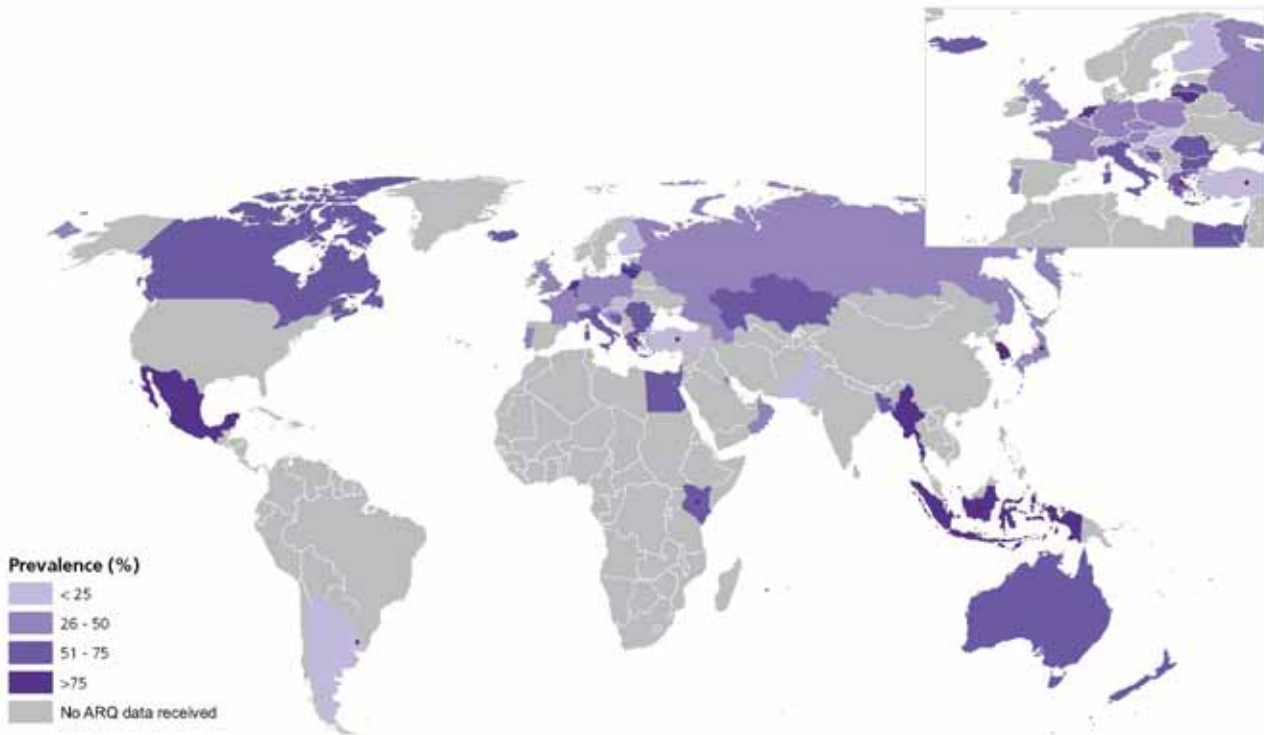 Prevalence (%)
< 25
26 - 50
51 - 75
>75
No ARQ data received